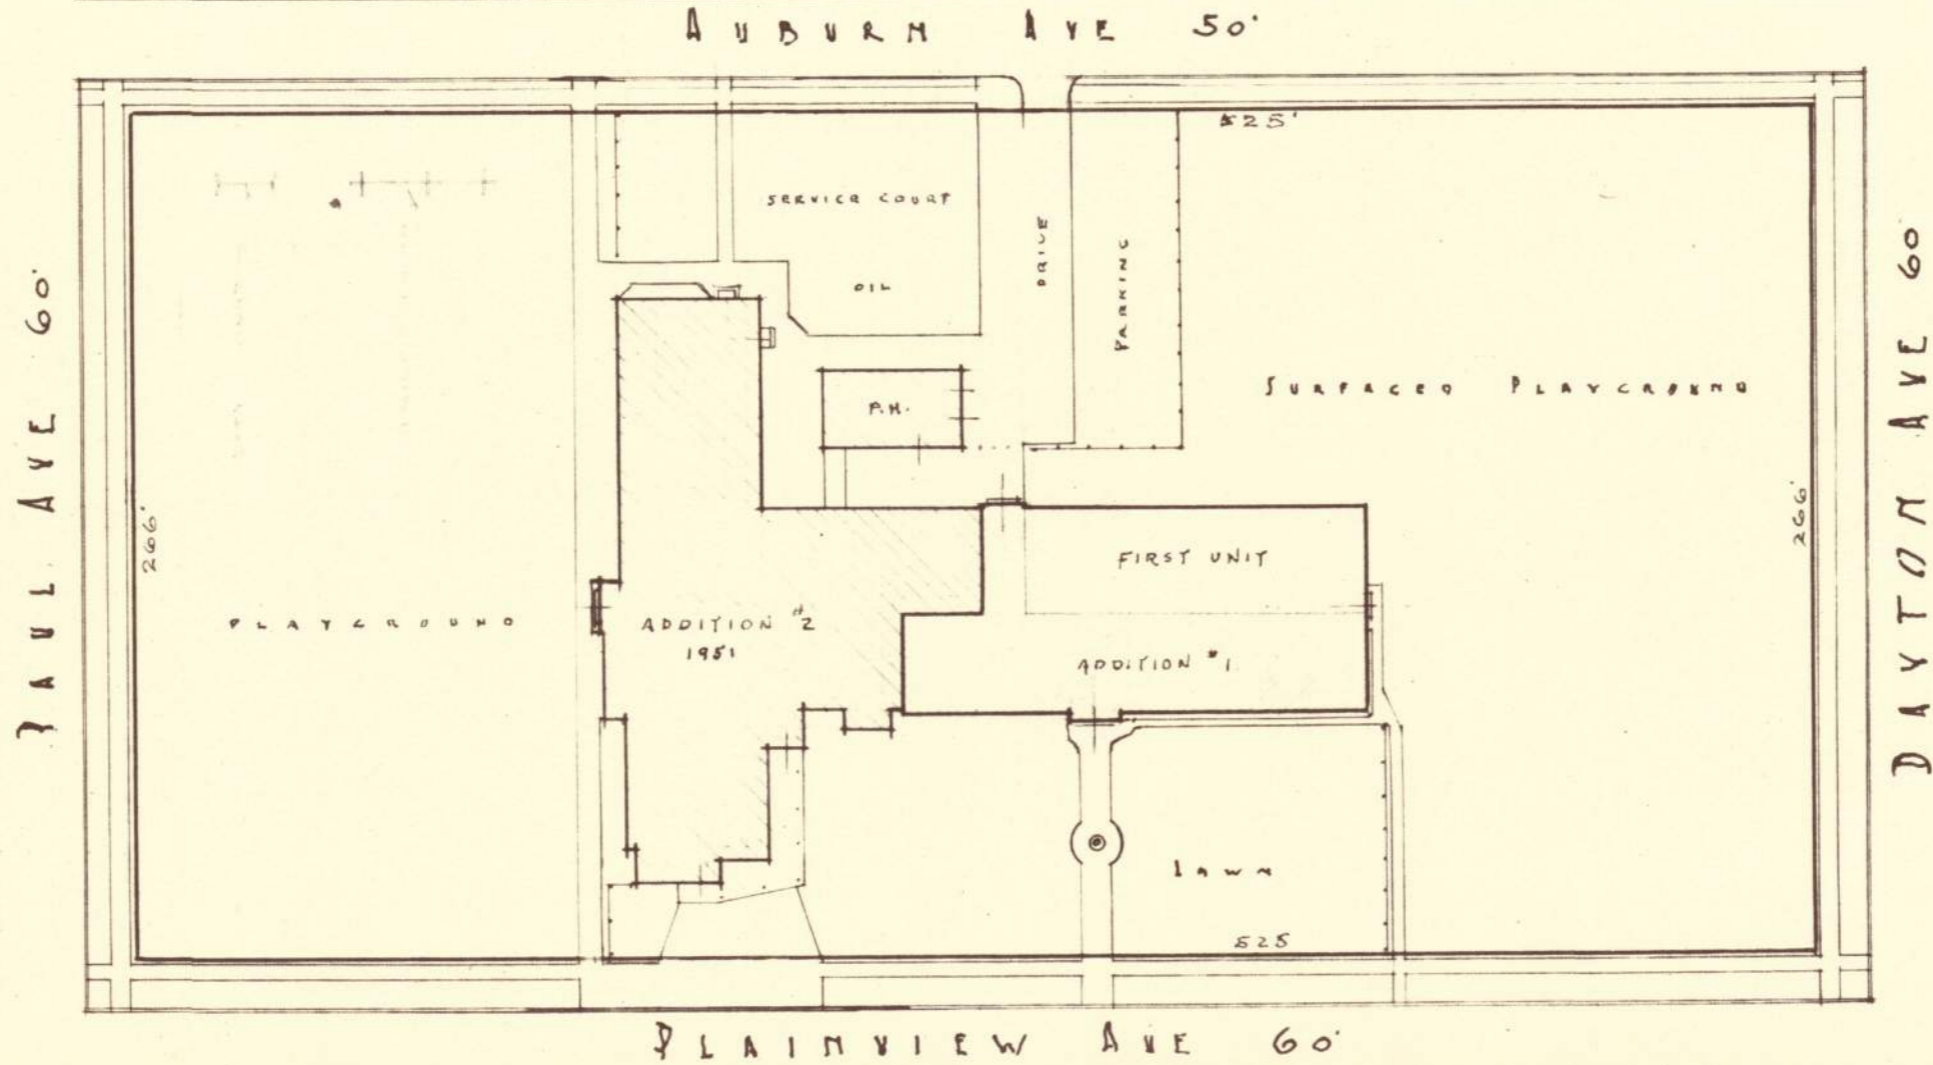 AUBURN AVE 50'
525'
SERVICE COURT
DRIVE
PARKING
OIL
PAUL AVE 60'
SURFACED PLAYGROUND
DAYTON AVE 60
P.H.
266'
266'
FIRST UNIT
PLAYGROUND
ADDITION #2
1951
ADDITION #1
LAWN
525
PLAINVIEW AVE 60'